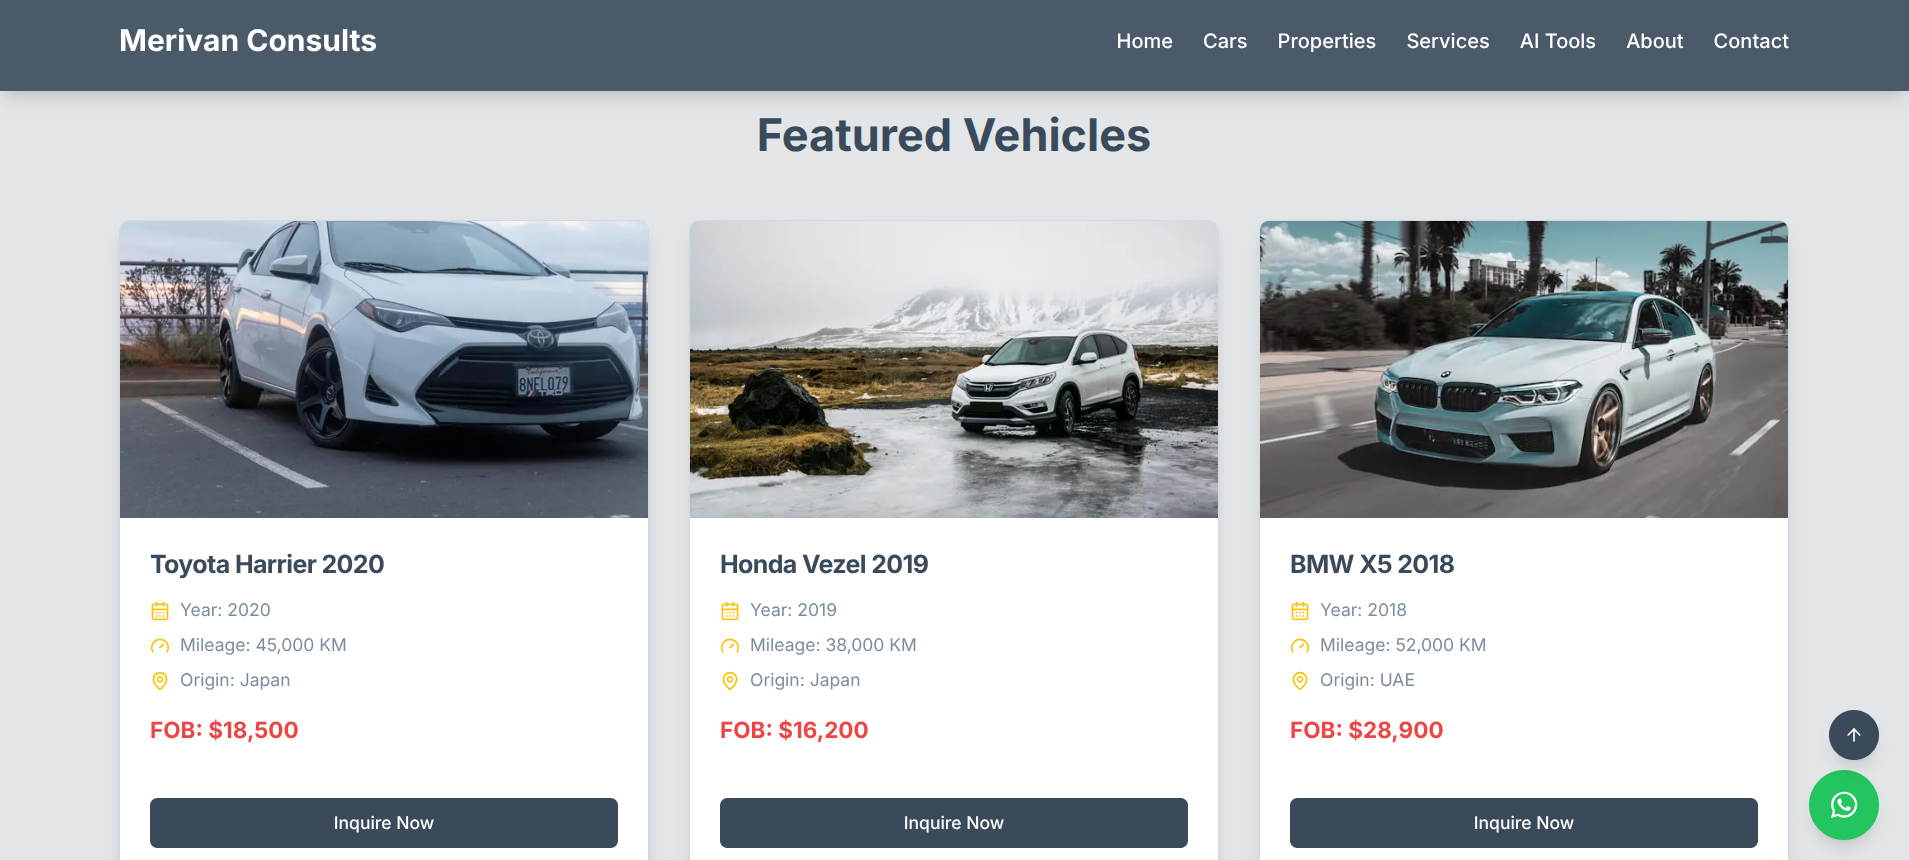 Merivan Consults
Home Cars Properties Services AI Tools About Contact
Featured Vehicles
California
8NEL079
Toyota Harrier 2020
Year: 2020
Mileage: 45,000 KM
Origin: Japan
FOB: $18,500
Inquire Now
Honda Vezel 2019
Year: 2019
Mileage: 38,000 KM
Origin: Japan
FOB: $16,200
Inquire Now
BMW X5 2018
Year: 2018
Mileage: 52,000 KM
Origin: UAE
FOB: $28,900
Inquire Now